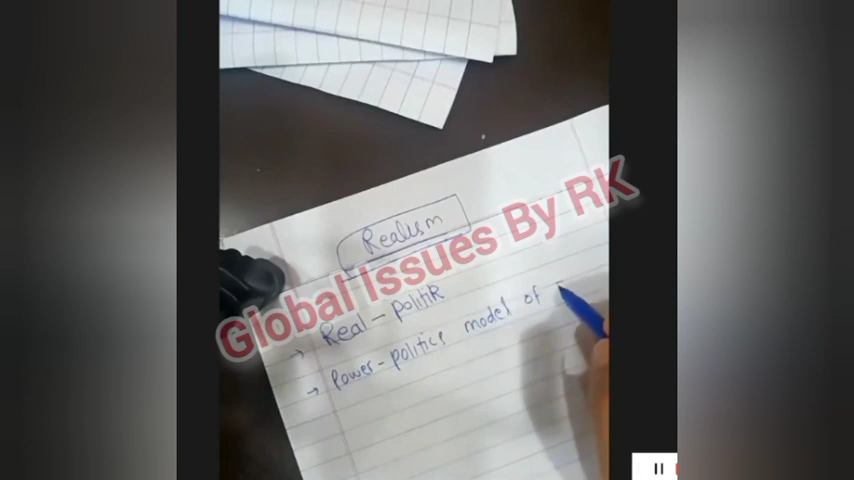 Realism
→ Real - politik
→ Power - politics model of
Global Issues By RK